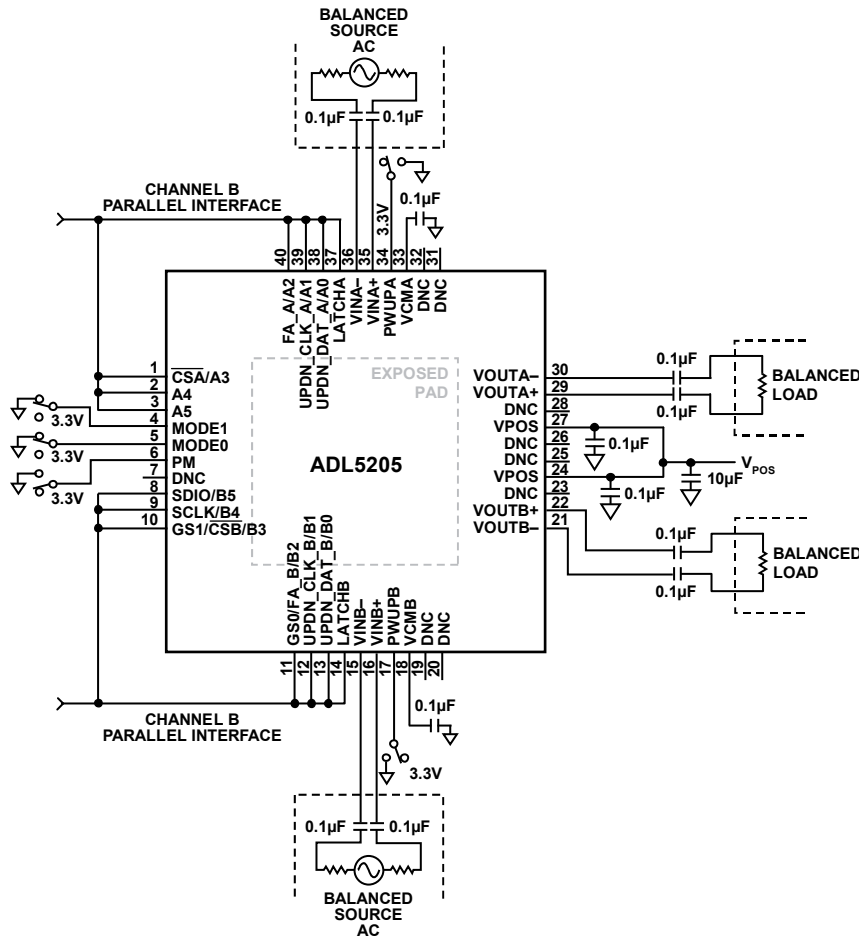 BALANCED
SOURCE
AC
0.1µF 0.1µF
CHANNEL B
PARALLEL INTERFACE
3.3V
0.1µF
40
39
38
37
36
35
34
33
32
31
FA_A/A2
UPDN_CLK_A/A1
UPDN_DAT_A/A0
LATCHA
VINA–
VINA+
PWUPA
VCMA
DNC
DNC
1 CSA/A3
2 A4
3 A5
4 MODE1
5 MODE0
6 PM
7 DNC
8 SDIO/B5
9 SCLK/B4
10 GS1/CSB/B3
3.3V
3.3V
3.3V
EXPOSED
PAD
ADL5205
VOUTA– 30
VOUTA+ 29
DNC 28
VPOS 27
DNC 26
DNC 25
VPOS 24
DNC 23
VOUTB+ 22
VOUTB– 21
0.1µF
0.1µF
BALANCED
LOAD
0.1µF
0.1µF
10µF
VPOS
0.1µF
0.1µF
BALANCED
LOAD
GS0/FA_B/B2
UPDN_CLK_B/B1
UPDN_DAT_B/B0
LATCHB
VINB–
VINB+
PWUPB
VCMB
DNC
DNC
11
12
13
14
15
16
17
18
19
20
CHANNEL B
PARALLEL INTERFACE
0.1µF
3.3V
0.1µF 0.1µF
BALANCED
SOURCE
AC